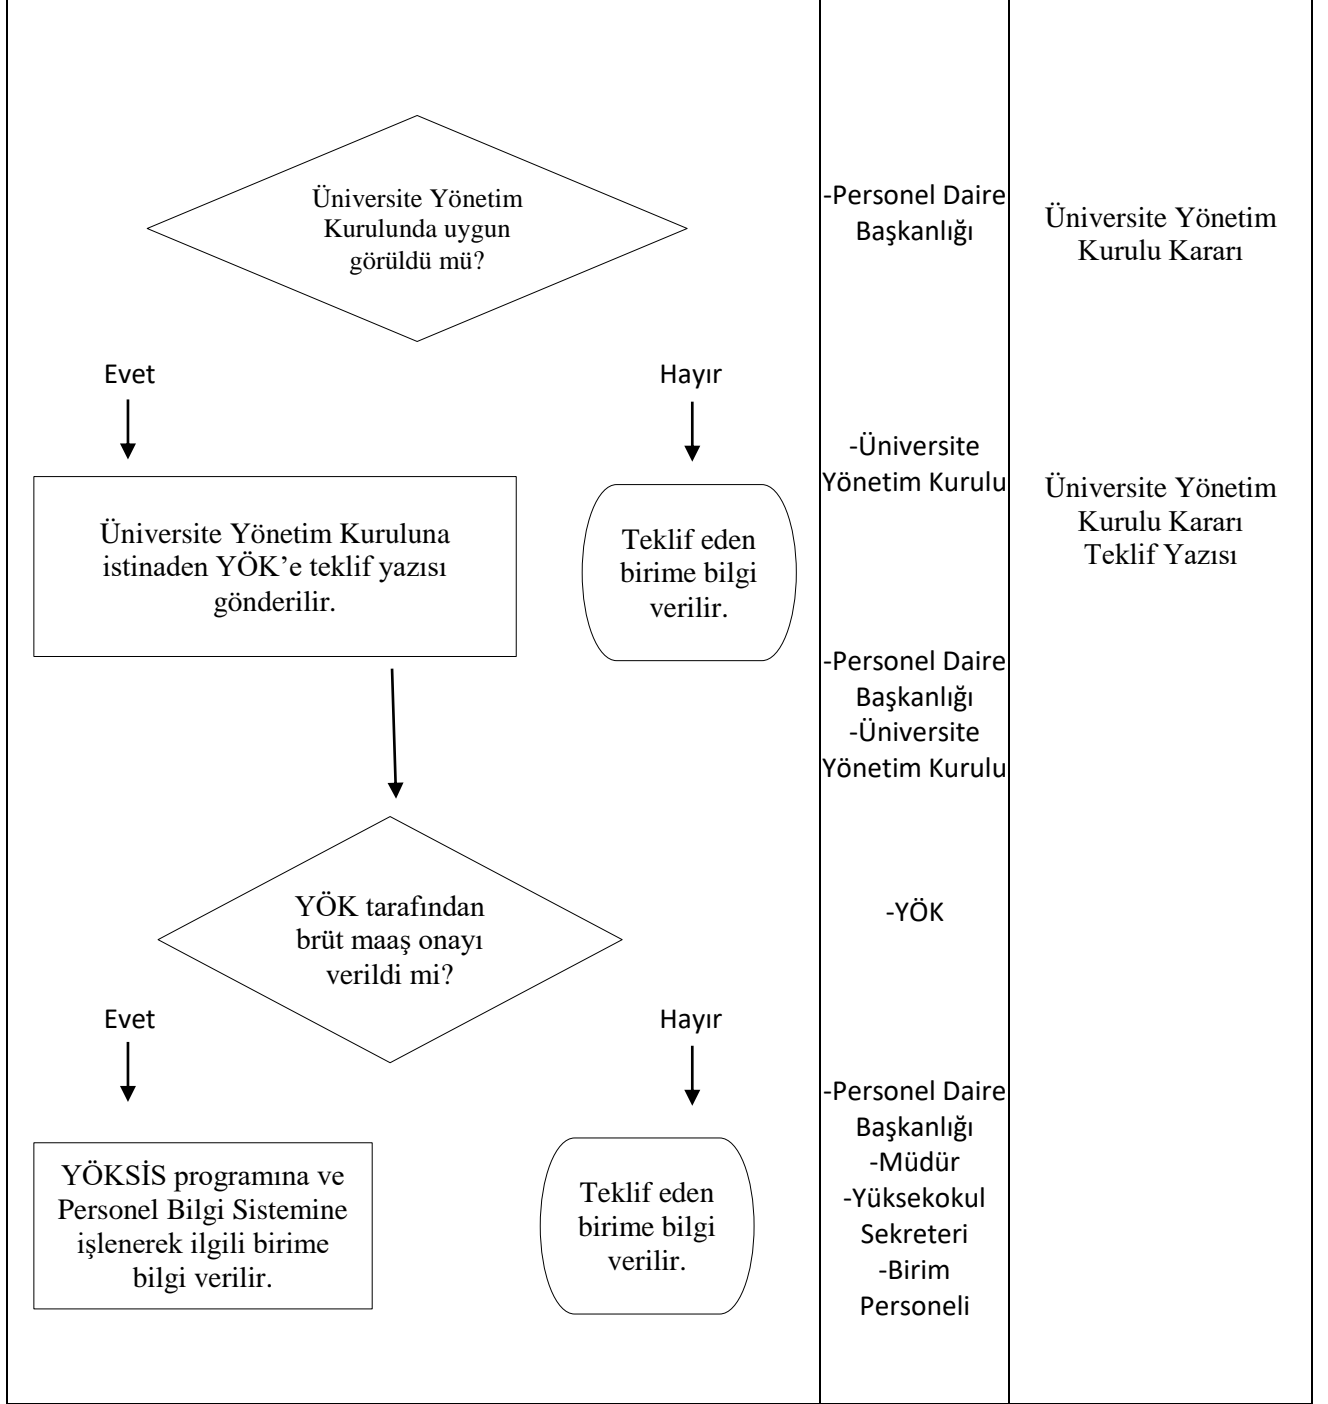 Üniversite Yönetim
Kurulunda uygun
görüldü mü?
-Personel Daire
Başkanlığı
Üniversite Yönetim
Kurulu Kararı
Evet
Hayır
-Üniversite
Yönetim Kurulu
Üniversite Yönetim
Kurulu Kararı
Teklif Yazısı
Üniversite Yönetim Kuruluna
istinaden YÖK’e teklif yazısı
gönderilir.
Teklif eden
birime bilgi
verilir.
-Personel Daire
Başkanlığı
-Üniversite
Yönetim Kurulu
YÖK tarafından
brüt maaş onayı
verildi mi?
-YÖK
Evet
Hayır
-Personel Daire
Başkanlığı
-Müdür
-Yüksekokul
Sekreteri
-Birim
Personeli
YÖKSİS programına ve
Personel Bilgi Sistemine
işlenerek ilgili birime
bilgi verilir.
Teklif eden
birime bilgi
verilir.